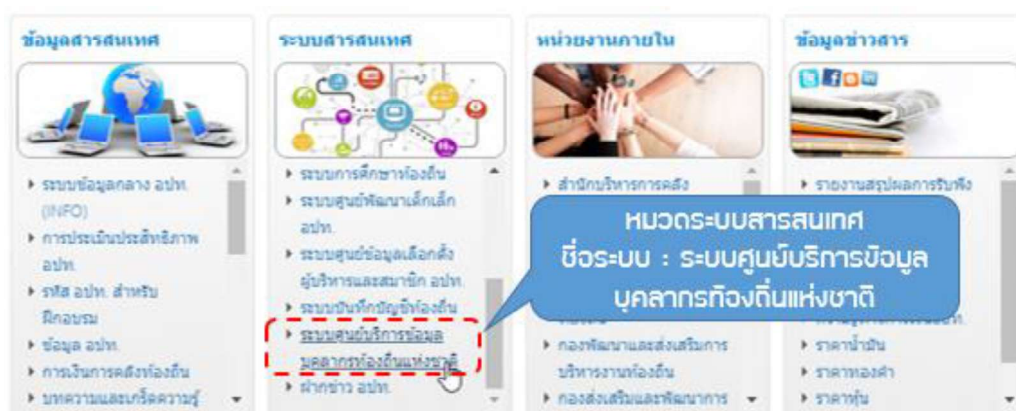 ข้อมูลสารสนเทศ
ระบบข้อมูลกลาง อปท.
(INFO)
การประเมินประสิทธิภาพ
อปท.
รหัส อปท. สำหรับ
ฝึกอบรม
ข้อมูล อปท.
การเงินการคลังท้องถิ่น
บทความและเกร็ดความรู้
ระบบสารสนเทศ
ระบบการศึกษาท้องถิ่น
ระบบศูนย์พัฒนาเด็กเล็ก
อปท.
ระบบศูนย์ข้อมูลเลือกตั้ง
ผู้บริหารและสมาชิก อปท.
ระบบบันทึกบัญชีท้องถิ่น
ระบบศูนย์บริการข้อมูล
บุคลากรท้องถิ่นแห่งชาติ
ฝากข่าว อปท.
หน่วยงานภายใน
สำนักบริหารการคลัง
หมวดระบบสารสนเทศ
ชื่อระบบ : ระบบศูนย์บริการข้อมูล
บุคลากรท้องถิ่นแห่งชาติ
กองพัฒนาและส่งเสริมการ
บริหารงานท้องถิ่น
กองส่งเสริมและพัฒนาการ
ข้อมูลข่าวสาร
รายงานสรุปผลการรับฟัง
ราคาน้ำมัน
ราคาทองคำ
ราคาหุ้น